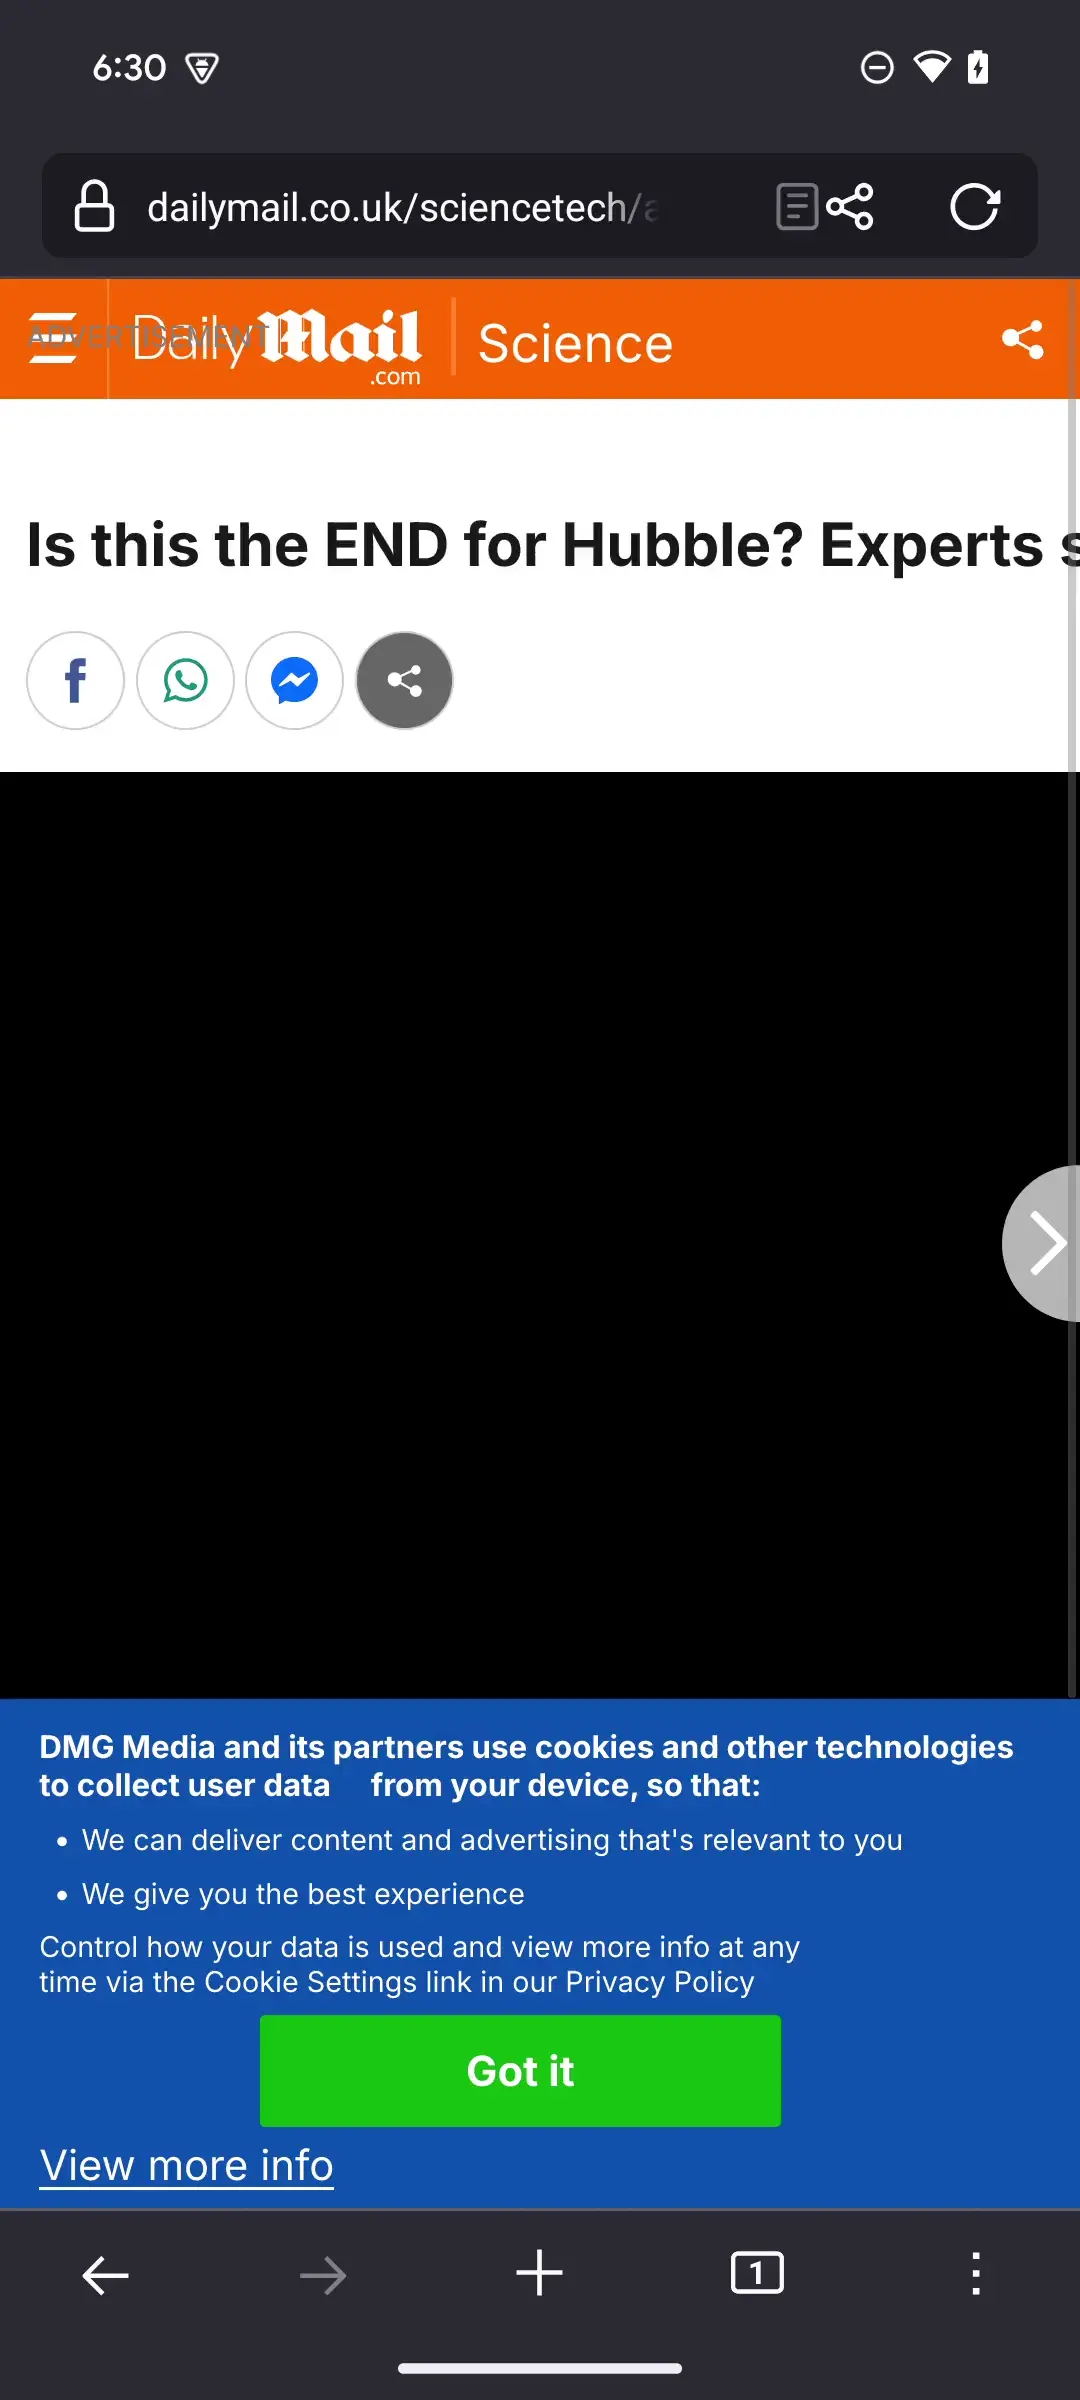 6:30
dailymail.co.uk/sciencetech/
ADVERTISEMENT
Daily Mail
.com
Science
Is this the END for Hubble? Experts
DMG Media and its partners use cookies and other technologies
to collect user data from your device, so that:
• We can deliver content and advertising that's relevant to you
• We give you the best experience
Control how your data is used and view more info at any
time via the Cookie Settings link in our Privacy Policy
Got it
View more info
1